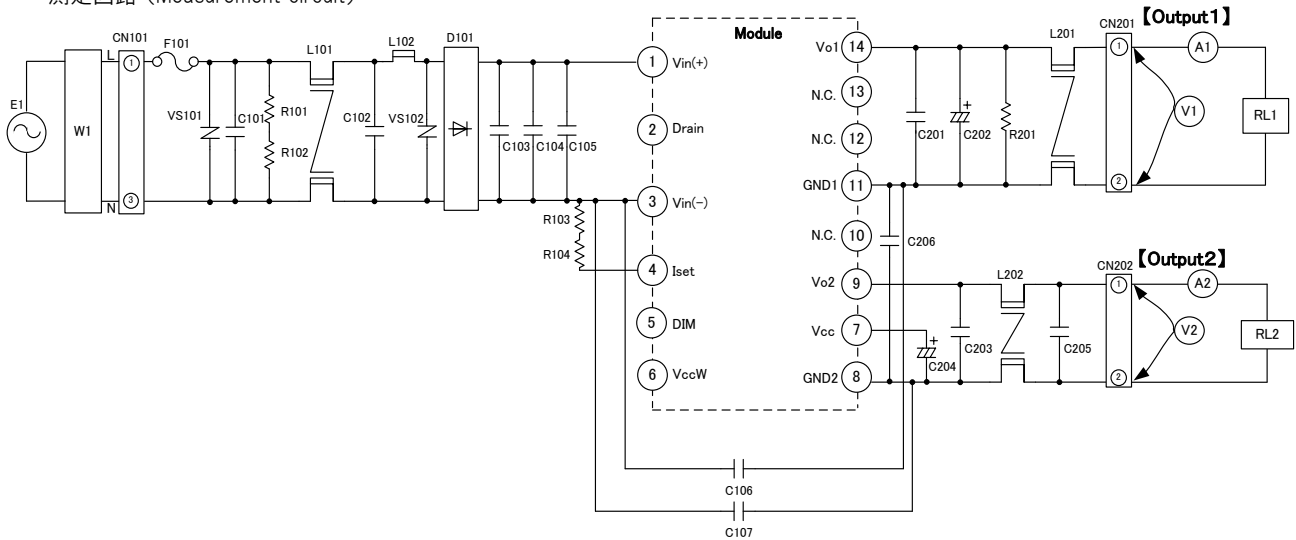 測定回路 (Measurement circuit)
【Output1】
CN201
CN101
F101
L101
L102
D101
Module
L201
L
1
1
Vin(+)
Vo1
14
1
A1
E1
W1
VS101
C101
R101
R102
C102
VS102
C103
C104
C105
2
Drain
N.C.
13
N.C.
12
+
C201
C202
R201
V1
RL1
N
3
3
Vin(-)
GND1
11
2
R103
R104
4
Iset
N.C.
10
C206
【Output2】
CN202
L202
Vo2
9
1
A2
5
DIM
Vcc
7
+
C204
C203
C205
V2
RL2
6
VccW
GND2
8
2
C106
C107